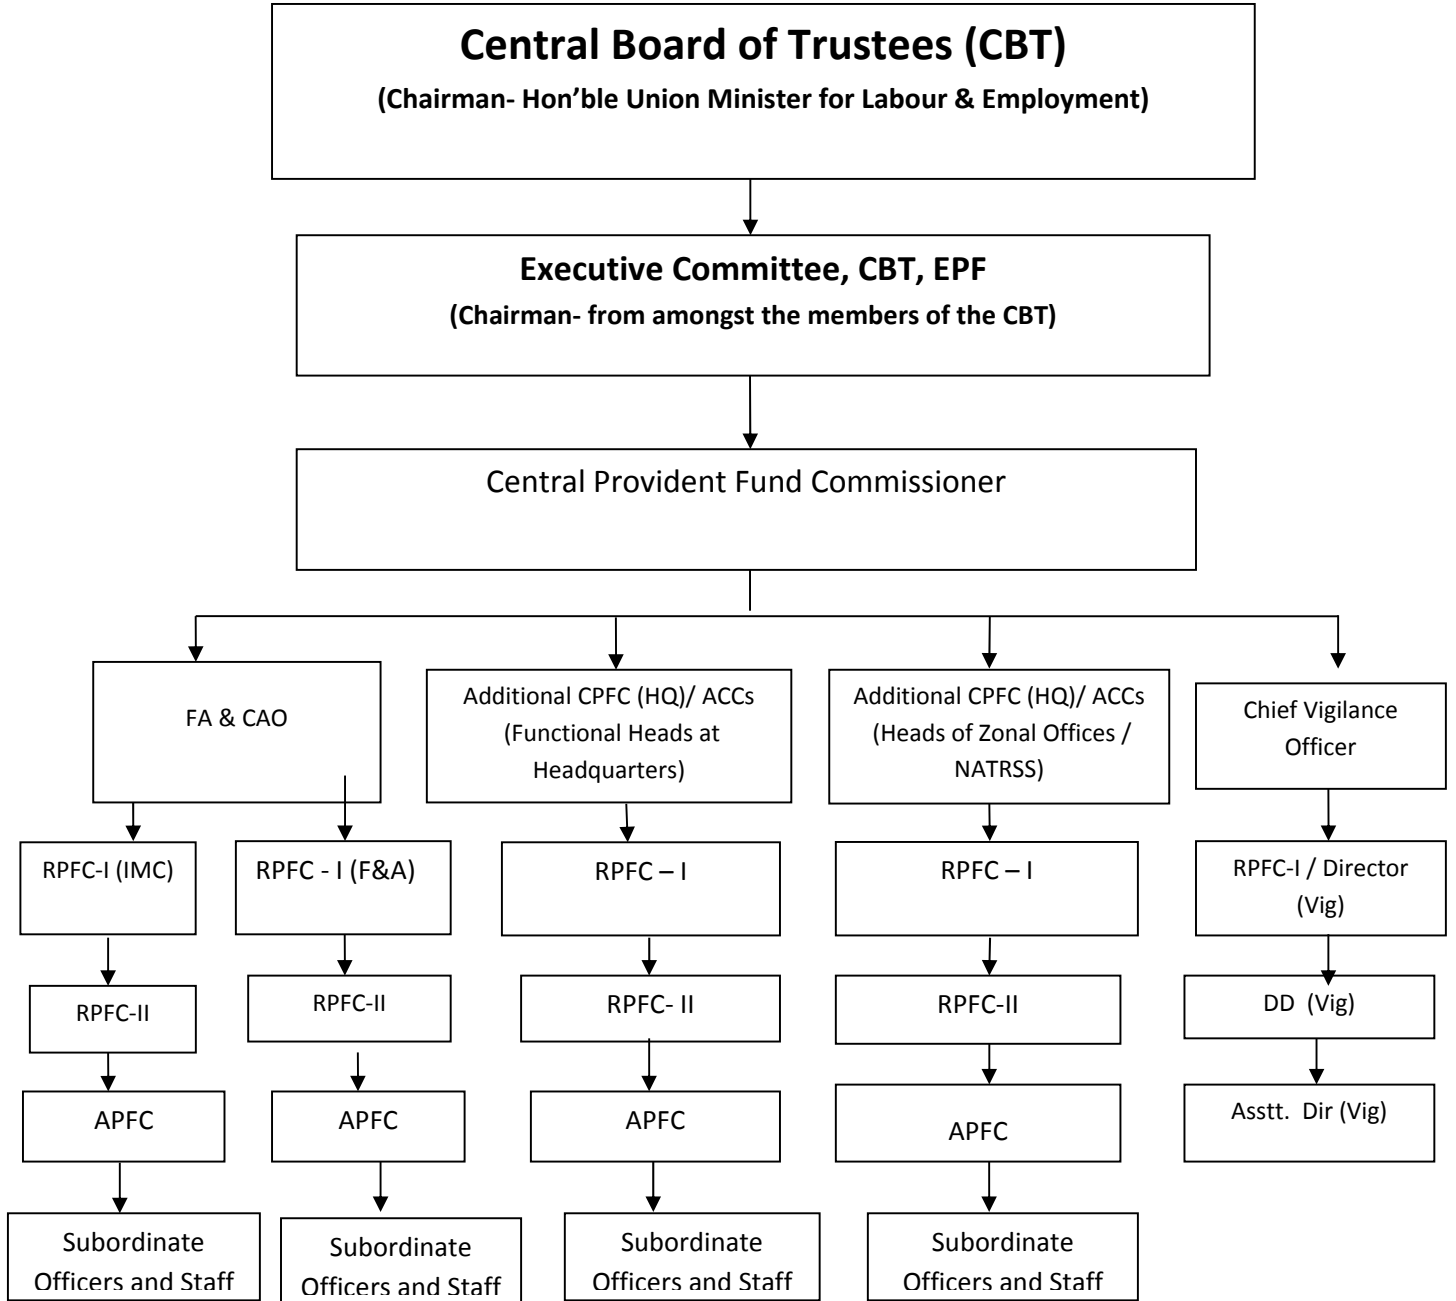 Central Board of Trustees (CBT)
(Chairman- Hon’ble Union Minister for Labour & Employment)
Executive Committee, CBT, EPF
(Chairman- from amongst the members of the CBT)
Central Provident Fund Commissioner
FA & CAO
Additional CPFC (HQ)/ ACCs
(Functional Heads at
Headquarters)
Additional CPFC (HQ)/ ACCs
(Heads of Zonal Offices /
NATRSS)
Chief Vigilance
Officer
RPFC-I (IMC)
RPFC - I (F&A)
RPFC – I
RPFC – I
RPFC-I / Director
(Vig)
RPFC-II
RPFC-II
RPFC- II
RPFC-II
DD (Vig)
APFC
APFC
APFC
APFC
Asstt. Dir (Vig)
Subordinate
Officers and Staff
Subordinate
Officers and Staff
Subordinate
Officers and Staff
Subordinate
Officers and Staff